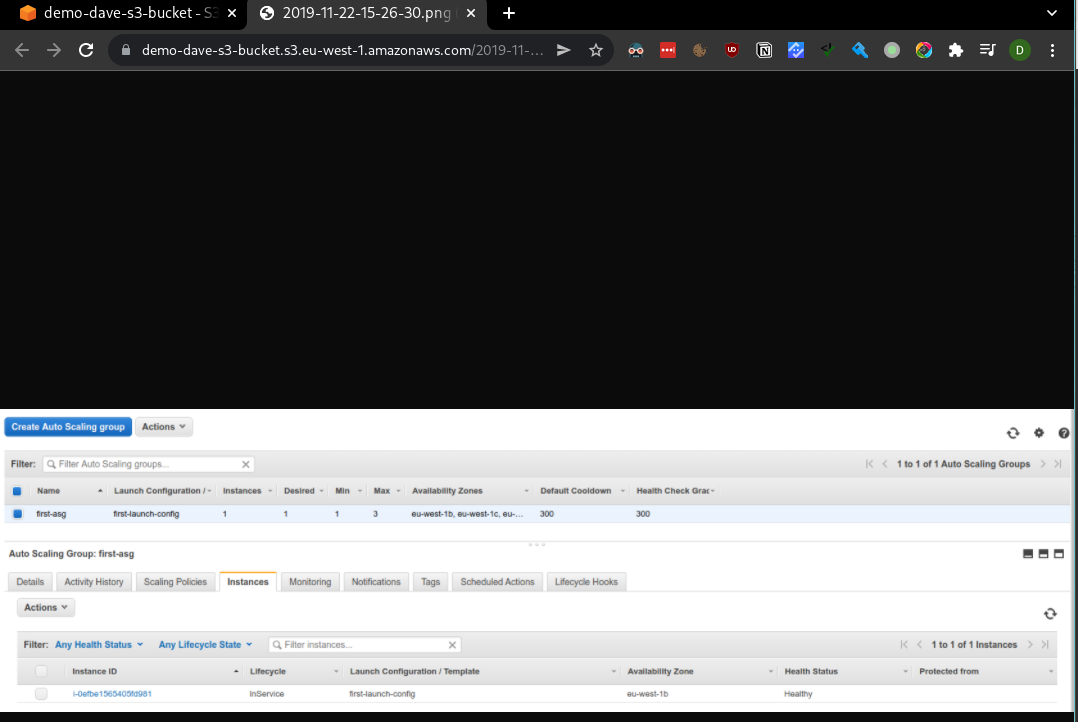 demo-dave-s3-bucket - S3
2019-11-22-15-26-30.png
demo-dave-s3-bucket.s3.eu-west-1.amazonaws.com/2019-11-...
D
Create Auto Scaling group Actions
Filter: Filter Auto Scaling groups... 1 to 1 of 1 Auto Scaling Groups
Name Launch Configuration / Instances Desired Min Max Availability Zones Default Cooldown Health Check Grac
first-asg first-launch-config 1 1 1 3 eu-west-1b, eu-west-1c, eu-... 300 300
Auto Scaling Group: first-asg
Details Activity History Scaling Policies Instances Monitoring Notifications Tags Scheduled Actions Lifecycle Hooks
Actions
Filter: Any Health Status Any Lifecycle State Filter instances... 1 to 1 of 1 Instances
Instance ID Lifecycle Launch Configuration / Template Availability Zone Health Status Protected from
i-0efbe1565405fd981 InService first-launch-config eu-west-1b Healthy